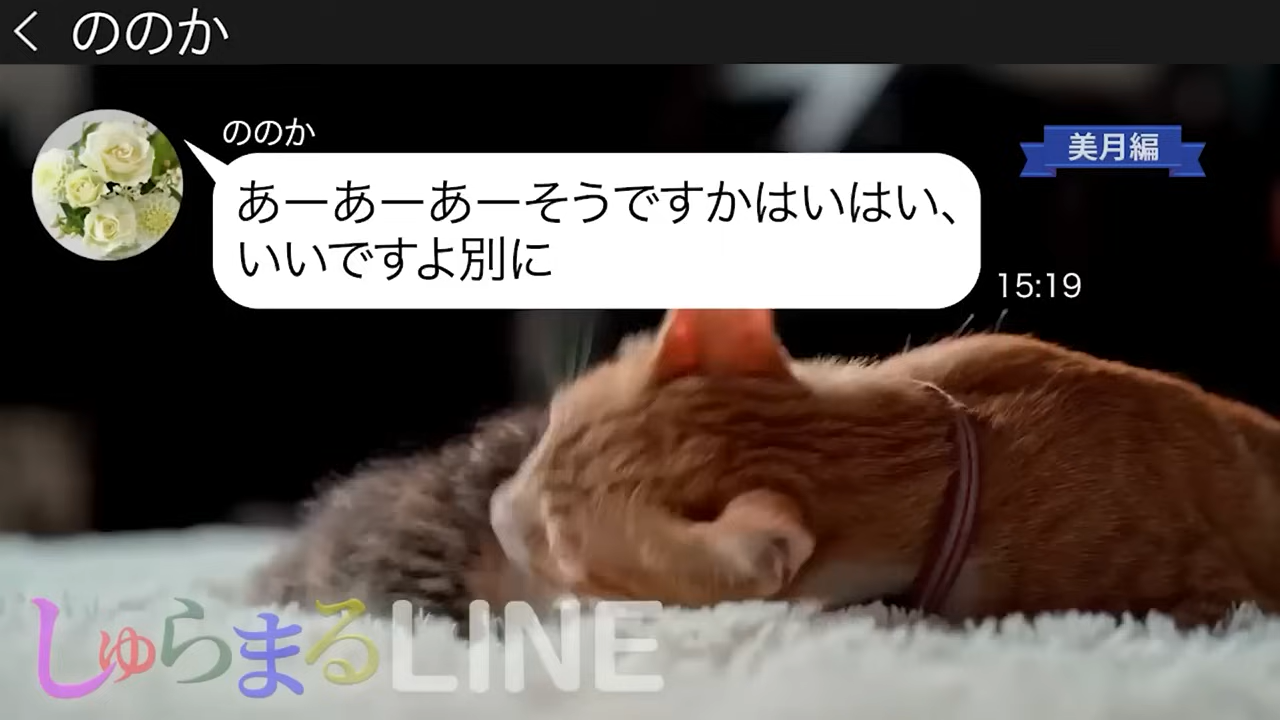 ののか
ののか
美月編
あーあーあーそうですかはいはい、
いいですよ別に
15:19
しゅらまるLINE